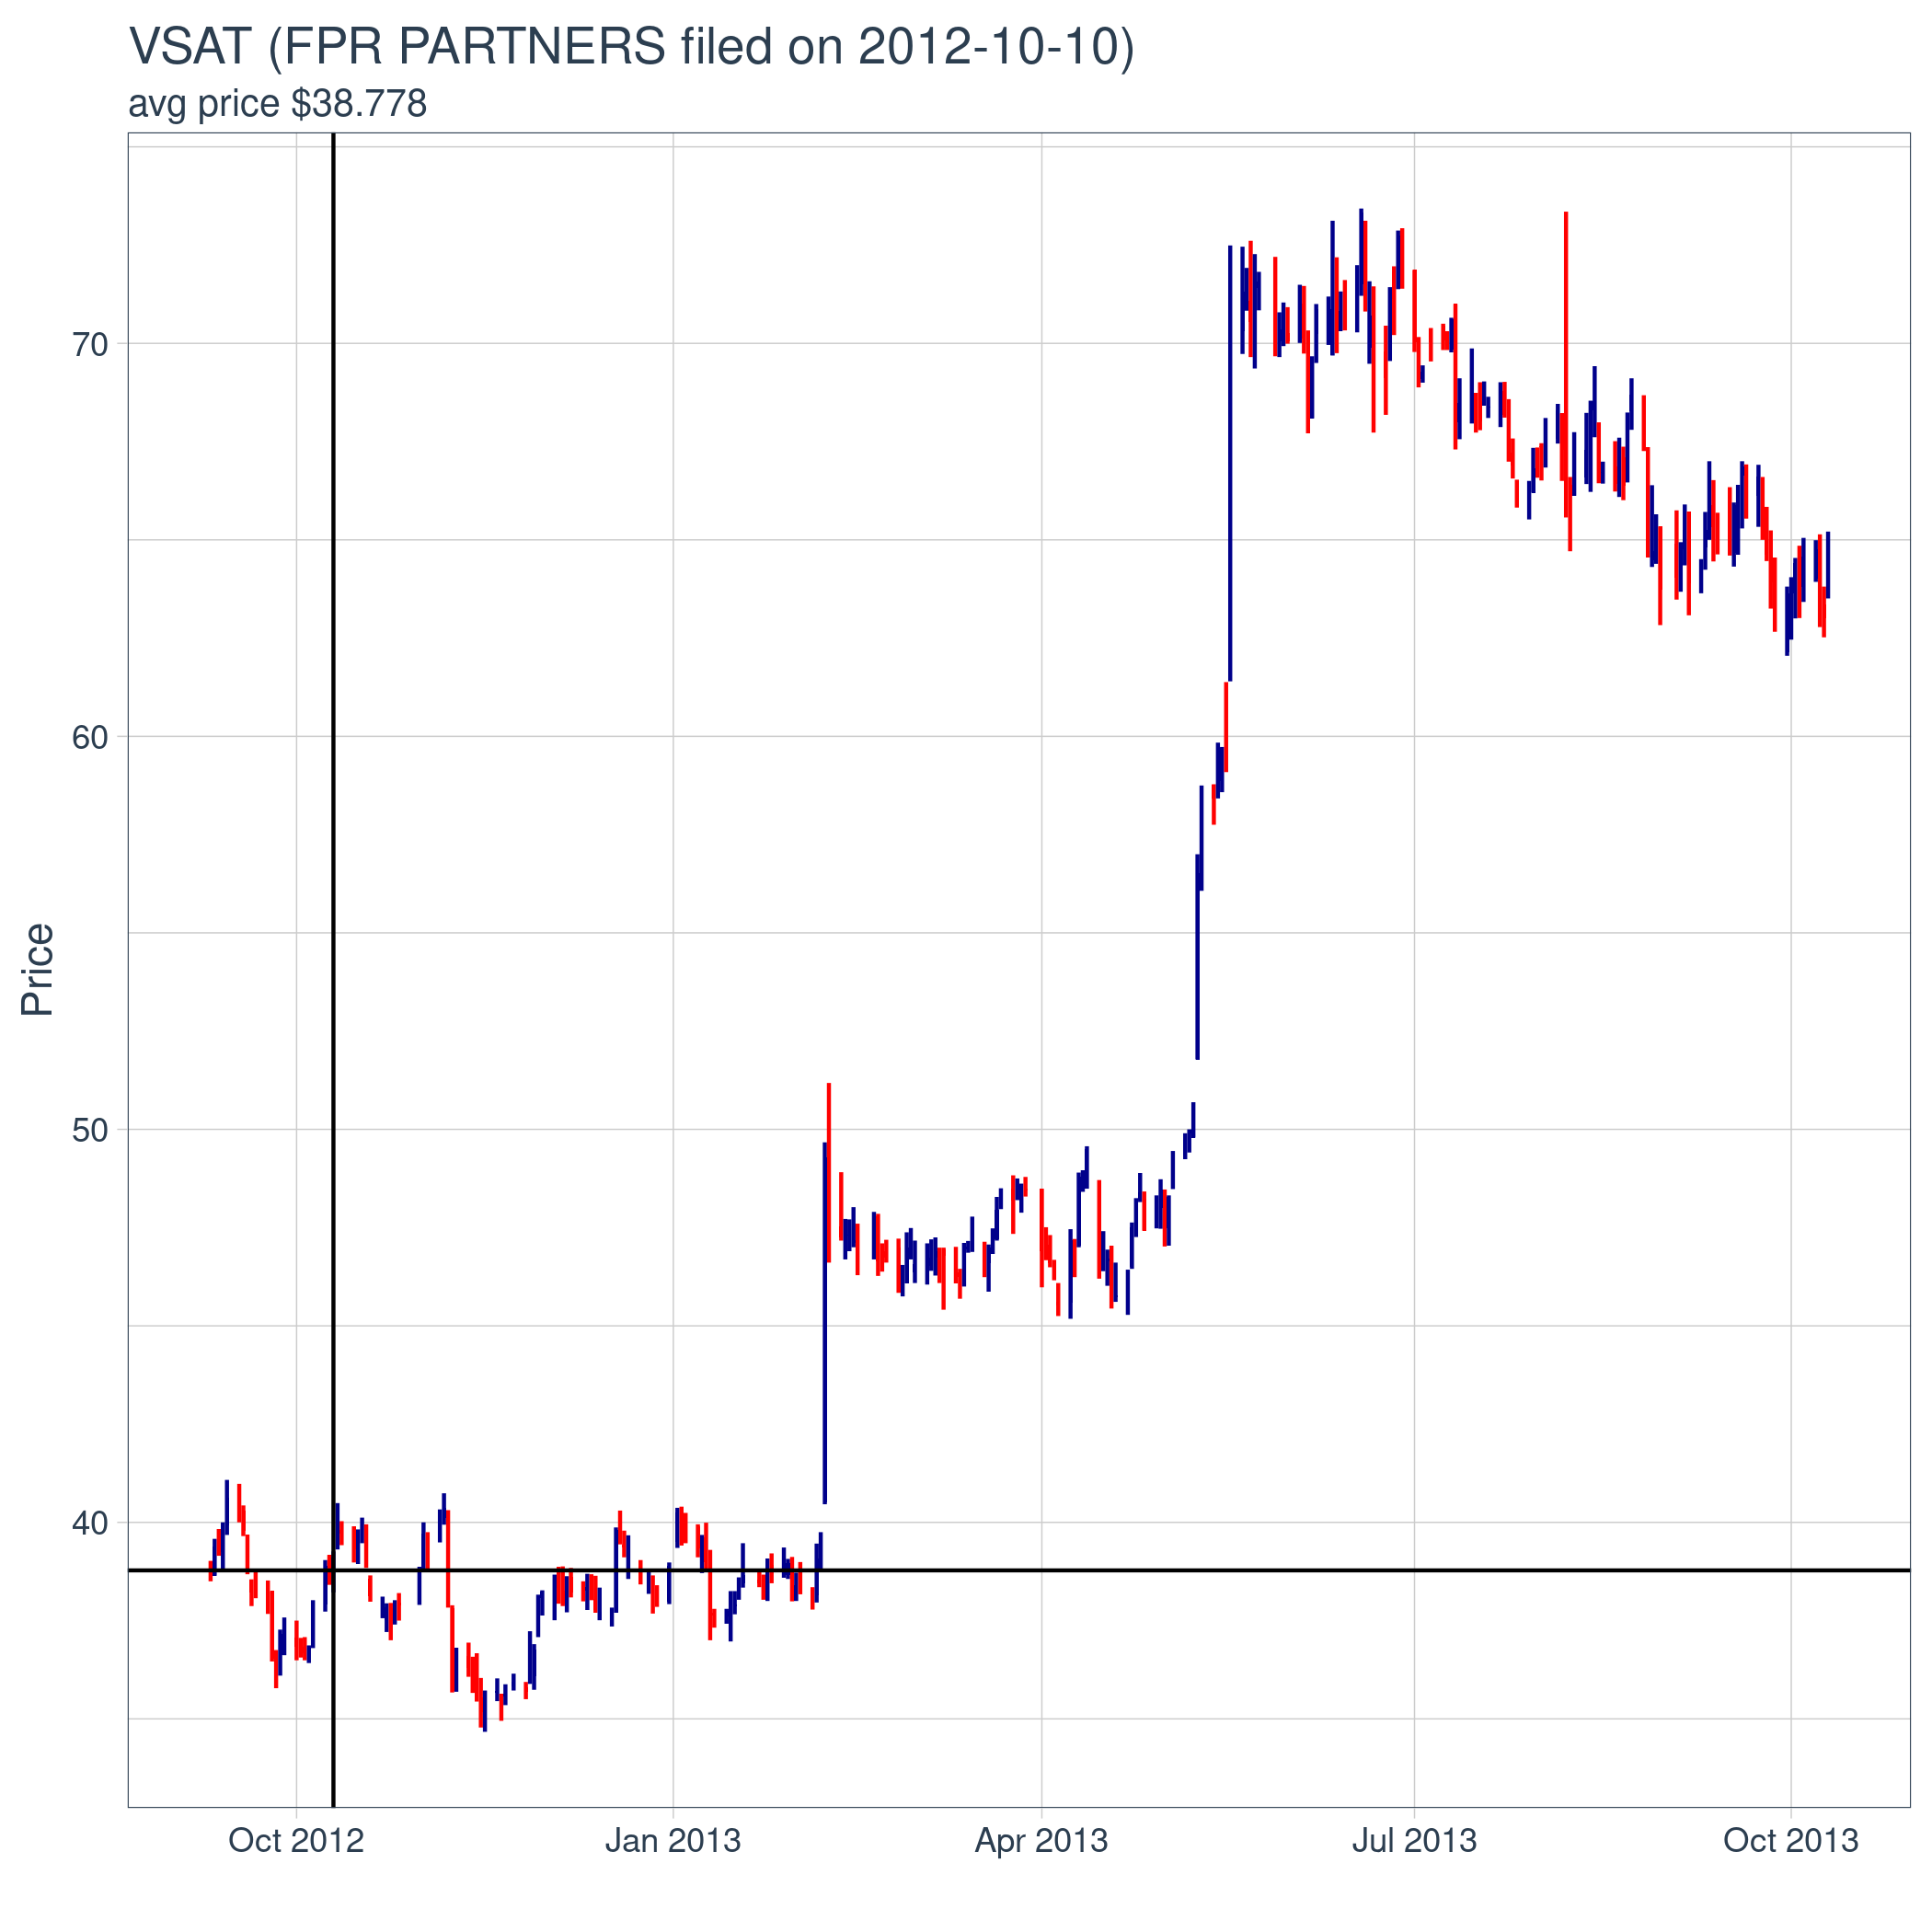 VSAT (FPR PARTNERS filed on 2012-10-10)
avg price $38.778
Price
70
60
50
40
Oct 2012
Jan 2013
Apr 2013
Jul 2013
Oct 2013